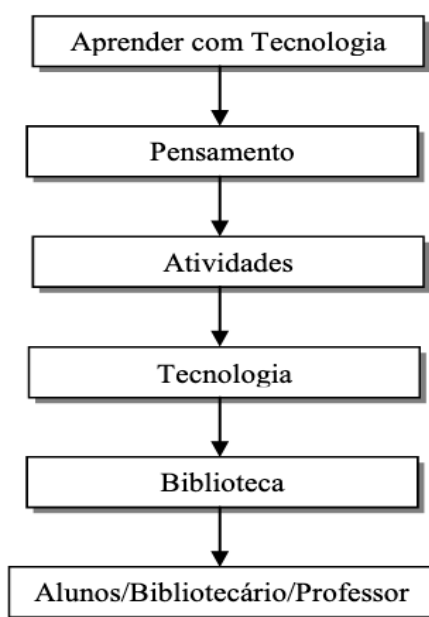 Aprender com Tecnologia
Pensamento
Atividades
Tecnologia
Biblioteca
Alunos/Bibliotecário/Professor